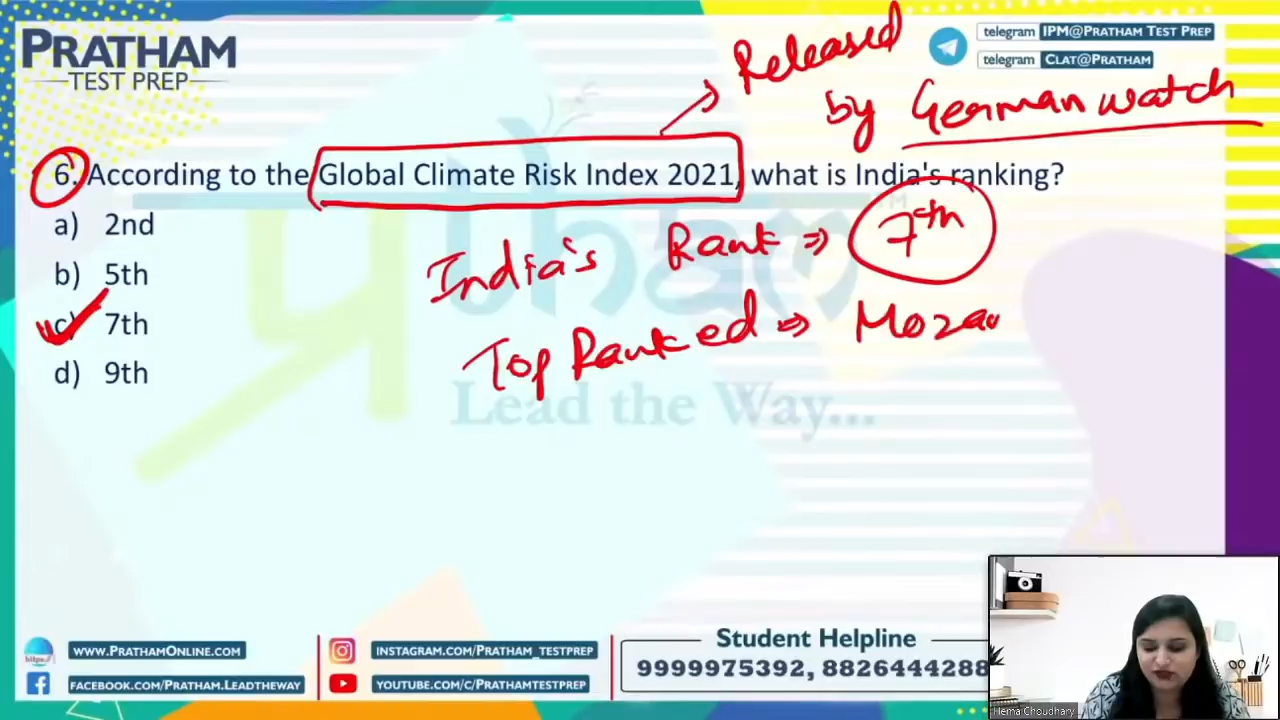 PRATHAM
TEST PREP
telegram IPM@PRATHAM TEST PREP
telegram CLAT@PRATHAM
Released
by German watch
6. According to the Global Climate Risk Index 2021, what is India's ranking?
a) 2nd
b) 5th
c) 7th
d) 9th
India's Rank ⇒ 7th
Top Ranked ⇒ Moza
Lead the Way...
https:
WWW.PRATHAMONLINE.COM
FACEBOOK.COM/PRATHAM.LEADTHEWAY
INSTAGRAM.COM/PRATHAM_TESTPREP
YOUTUBE.COM/C/PRATHAMTESTPREP
Student Helpline
9999975392, 8826444288
Hema Choudhary